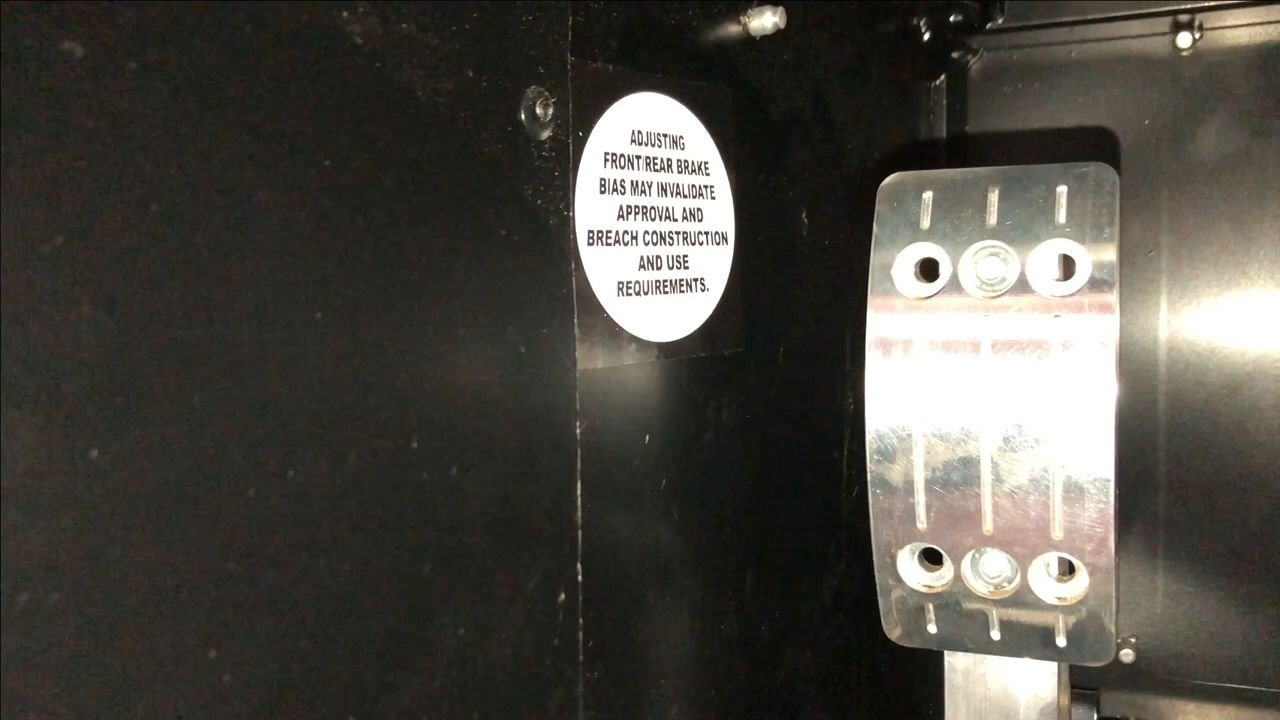 ADJUSTING
FRONT/REAR BRAKE
BIAS MAY INVALIDATE
APPROVAL AND
BREACH CONSTRUCTION
AND USE
REQUIREMENTS.